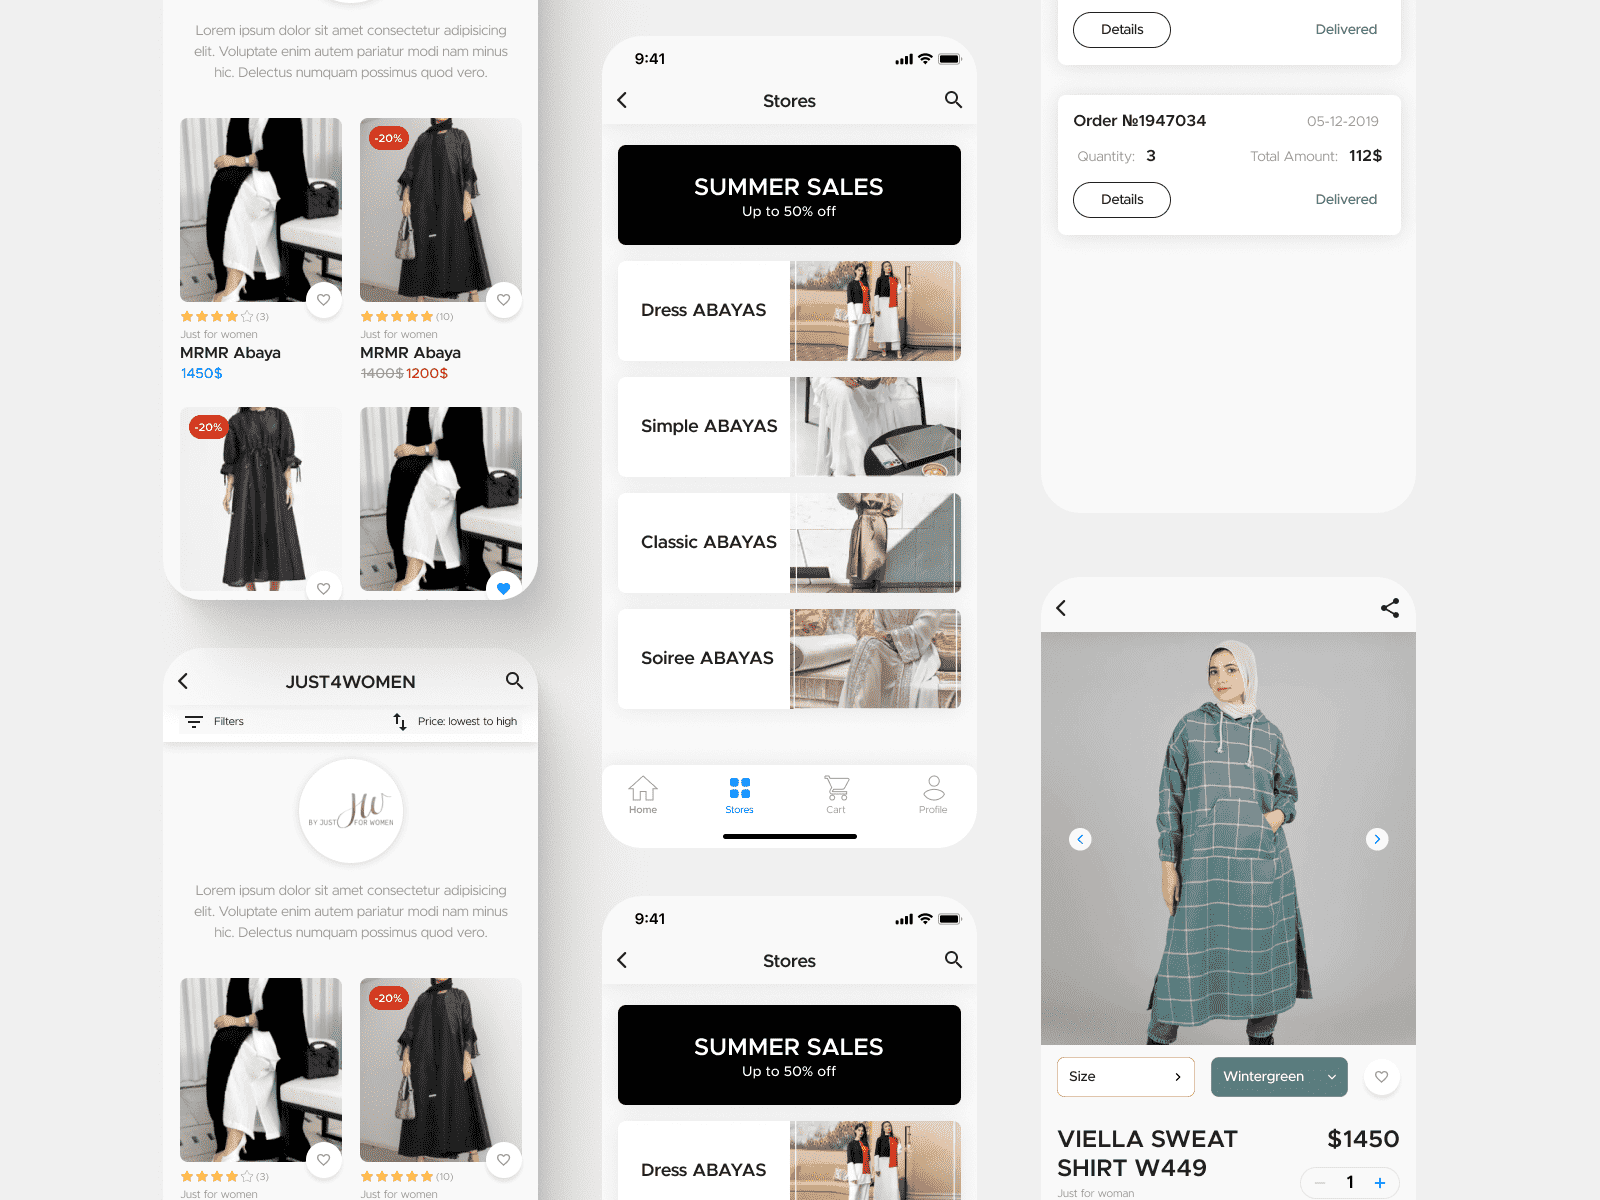 Lorem ipsum dolor sit amet consectetur adipisicing
elit. Voluptate enim autem pariatur modi nam minus
hic. Delectus numquam possimus quod vero.
-20%
(3)
(10)
Just for women
Just for women
MRMR Abaya
MRMR Abaya
1450$
1400$ 1200$
-20%
JUST4WOMEN
Filters
Price: lowest to high
JW
BY JUST FOR WOMEN
Lorem ipsum dolor sit amet consectetur adipisicing
elit. Voluptate enim autem pariatur modi nam minus
hic. Delectus numquam possimus quod vero.
-20%
(3)
(10)
Just for women
Just for women
9:41
Stores
SUMMER SALES
Up to 50% off
Dress ABAYAS
Simple ABAYAS
Classic ABAYAS
Soiree ABAYAS
Home
Stores
Cart
Profile
9:41
Stores
SUMMER SALES
Up to 50% off
Dress ABAYAS
Details
Delivered
Order №1947034
05-12-2019
Quantity: 3
Total Amount: 112$
Details
Delivered
Size
Wintergreen
VIELLA SWEAT
SHIRT W449
$1450
Just for woman
1